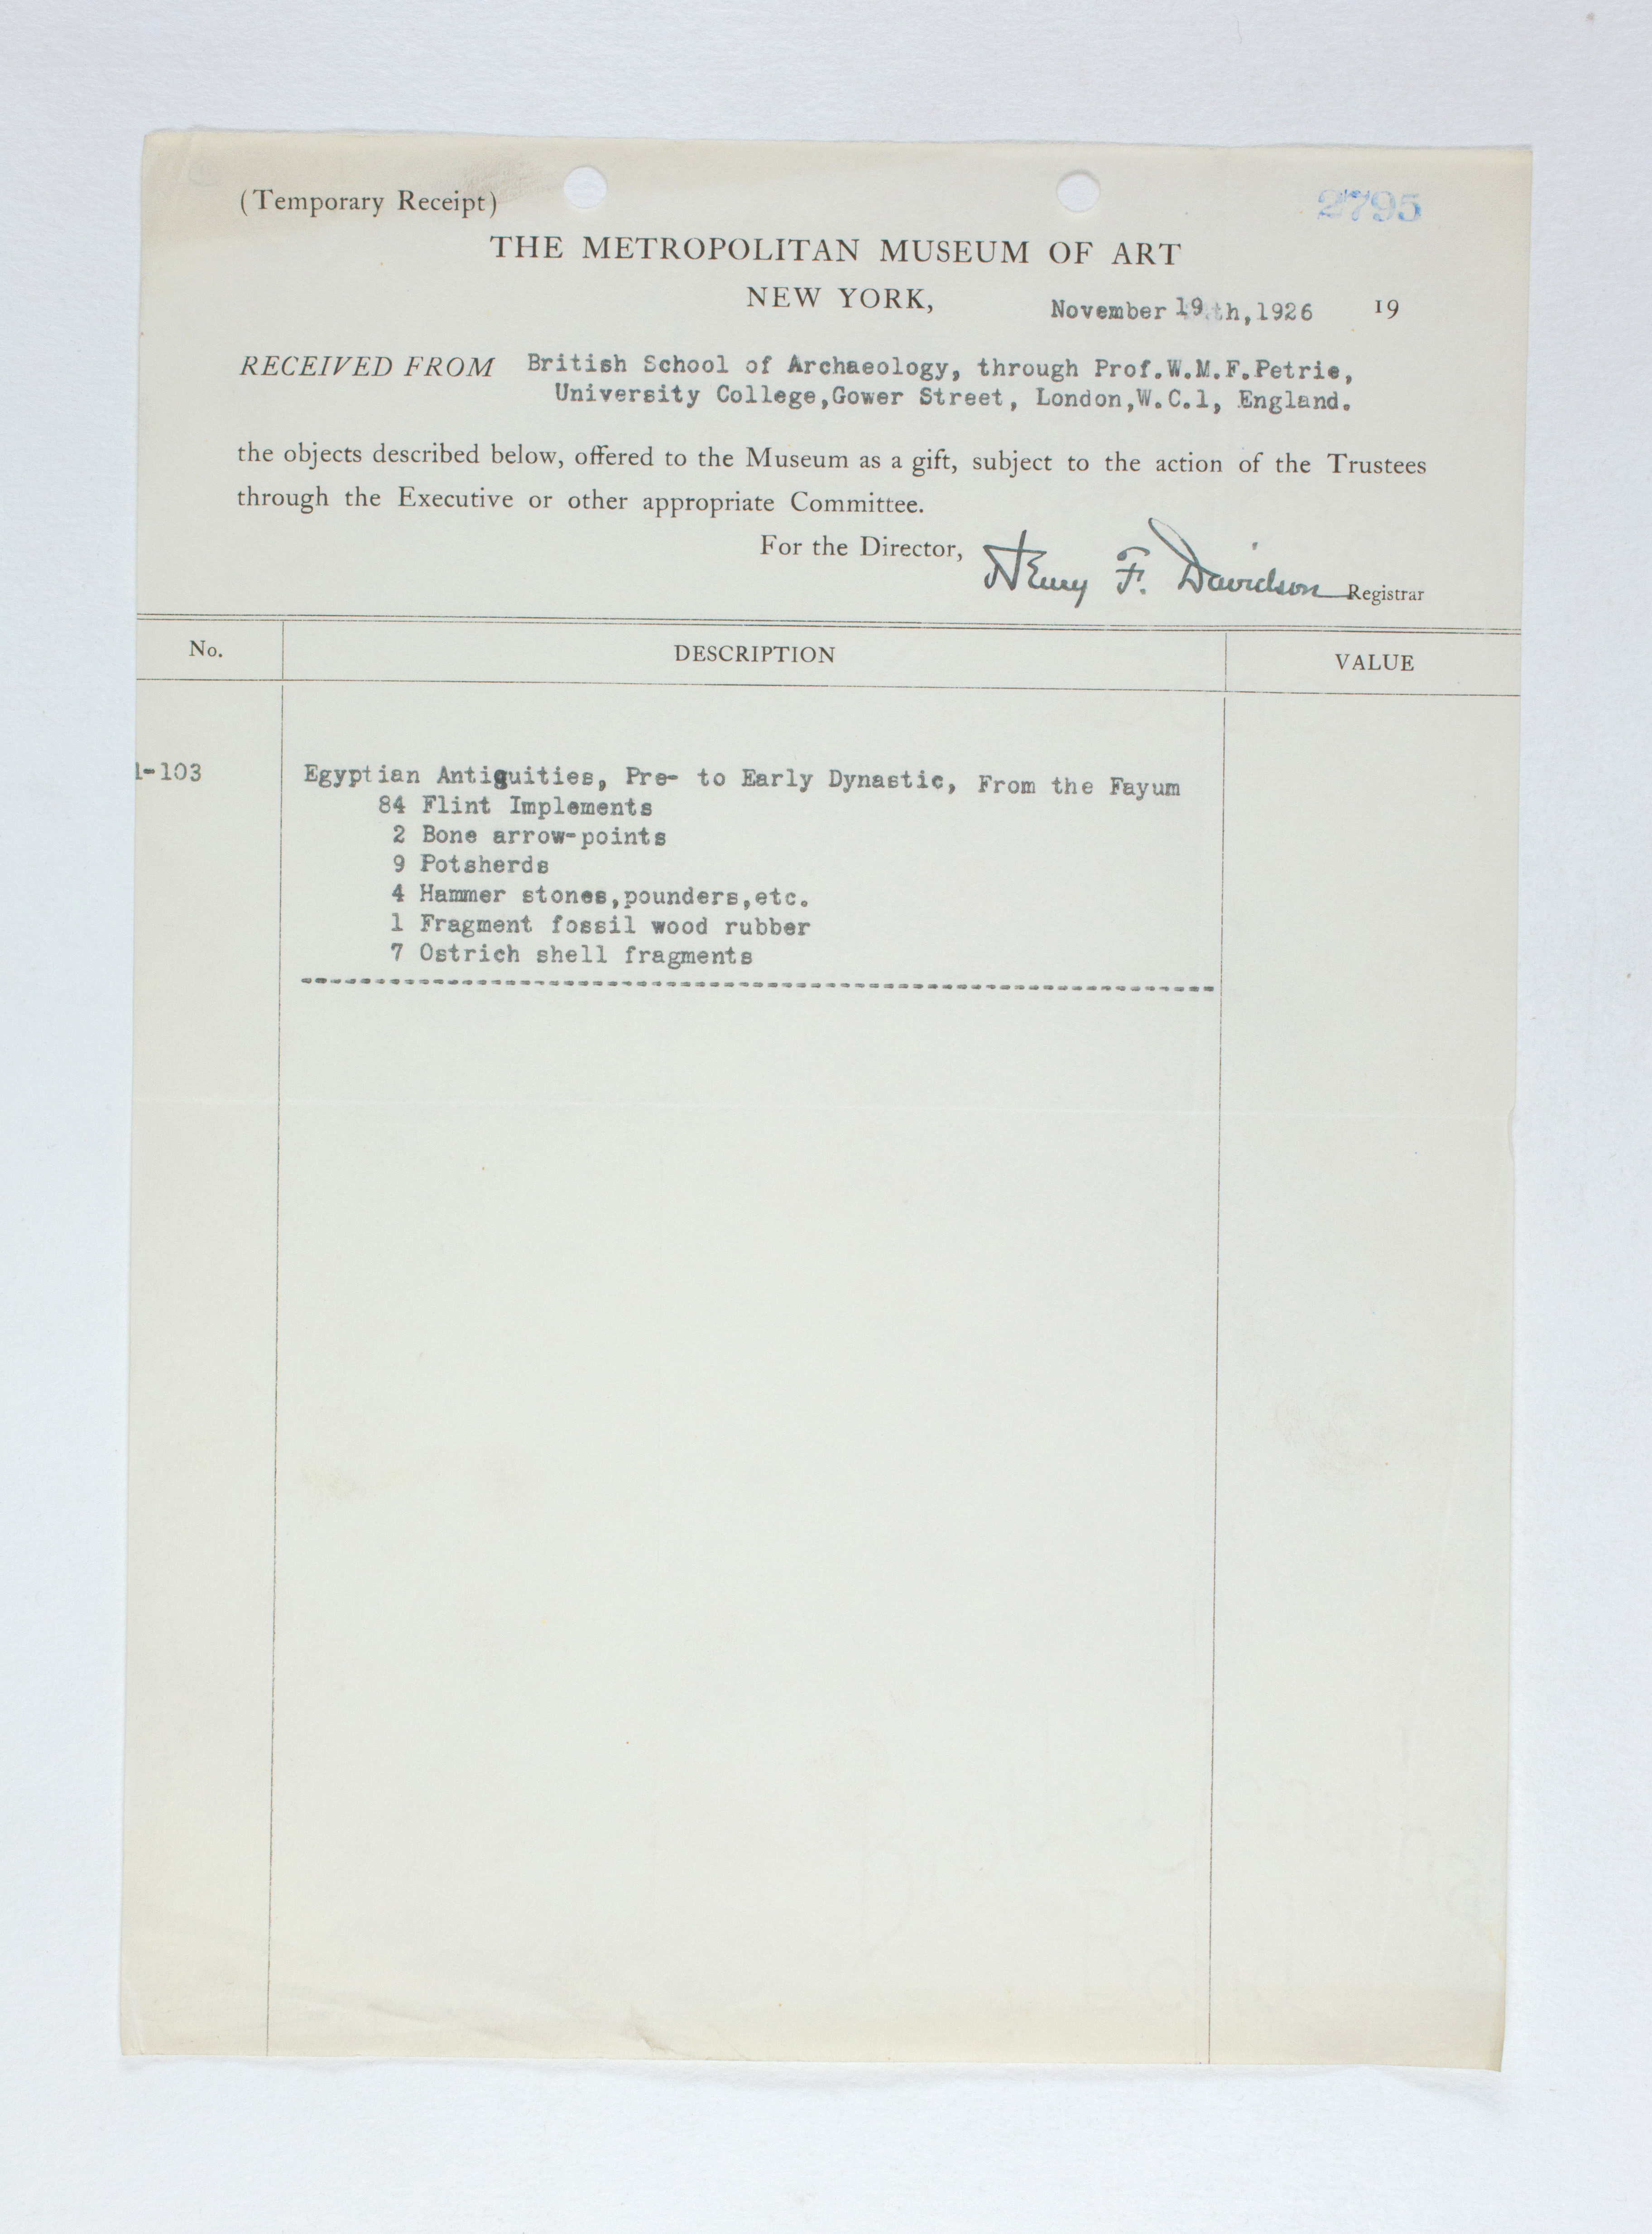 (Temporary Receipt)
2795
THE METROPOLITAN MUSEUM OF ART
NEW YORK, November 19th,1926 19
RECEIVED FROM British School of Archaeology, through Prof.W.M.F.Petrie,
University College,Gower Street, London,W.C.1, England.
the objects described below, offered to the Museum as a gift, subject to the action of the Trustees
through the Executive or other appropriate Committee.
For the Director, Henry F. Davidson Registrar
No. DESCRIPTION VALUE
1-103 Egyptian Antiquities, Pre- to Early Dynastic, From the Fayum
84 Flint Implements
2 Bone arrow-points
9 Potsherds
4 Hammer stones,pounders,etc.
1 Fragment fossil wood rubber
7 Ostrich shell fragments